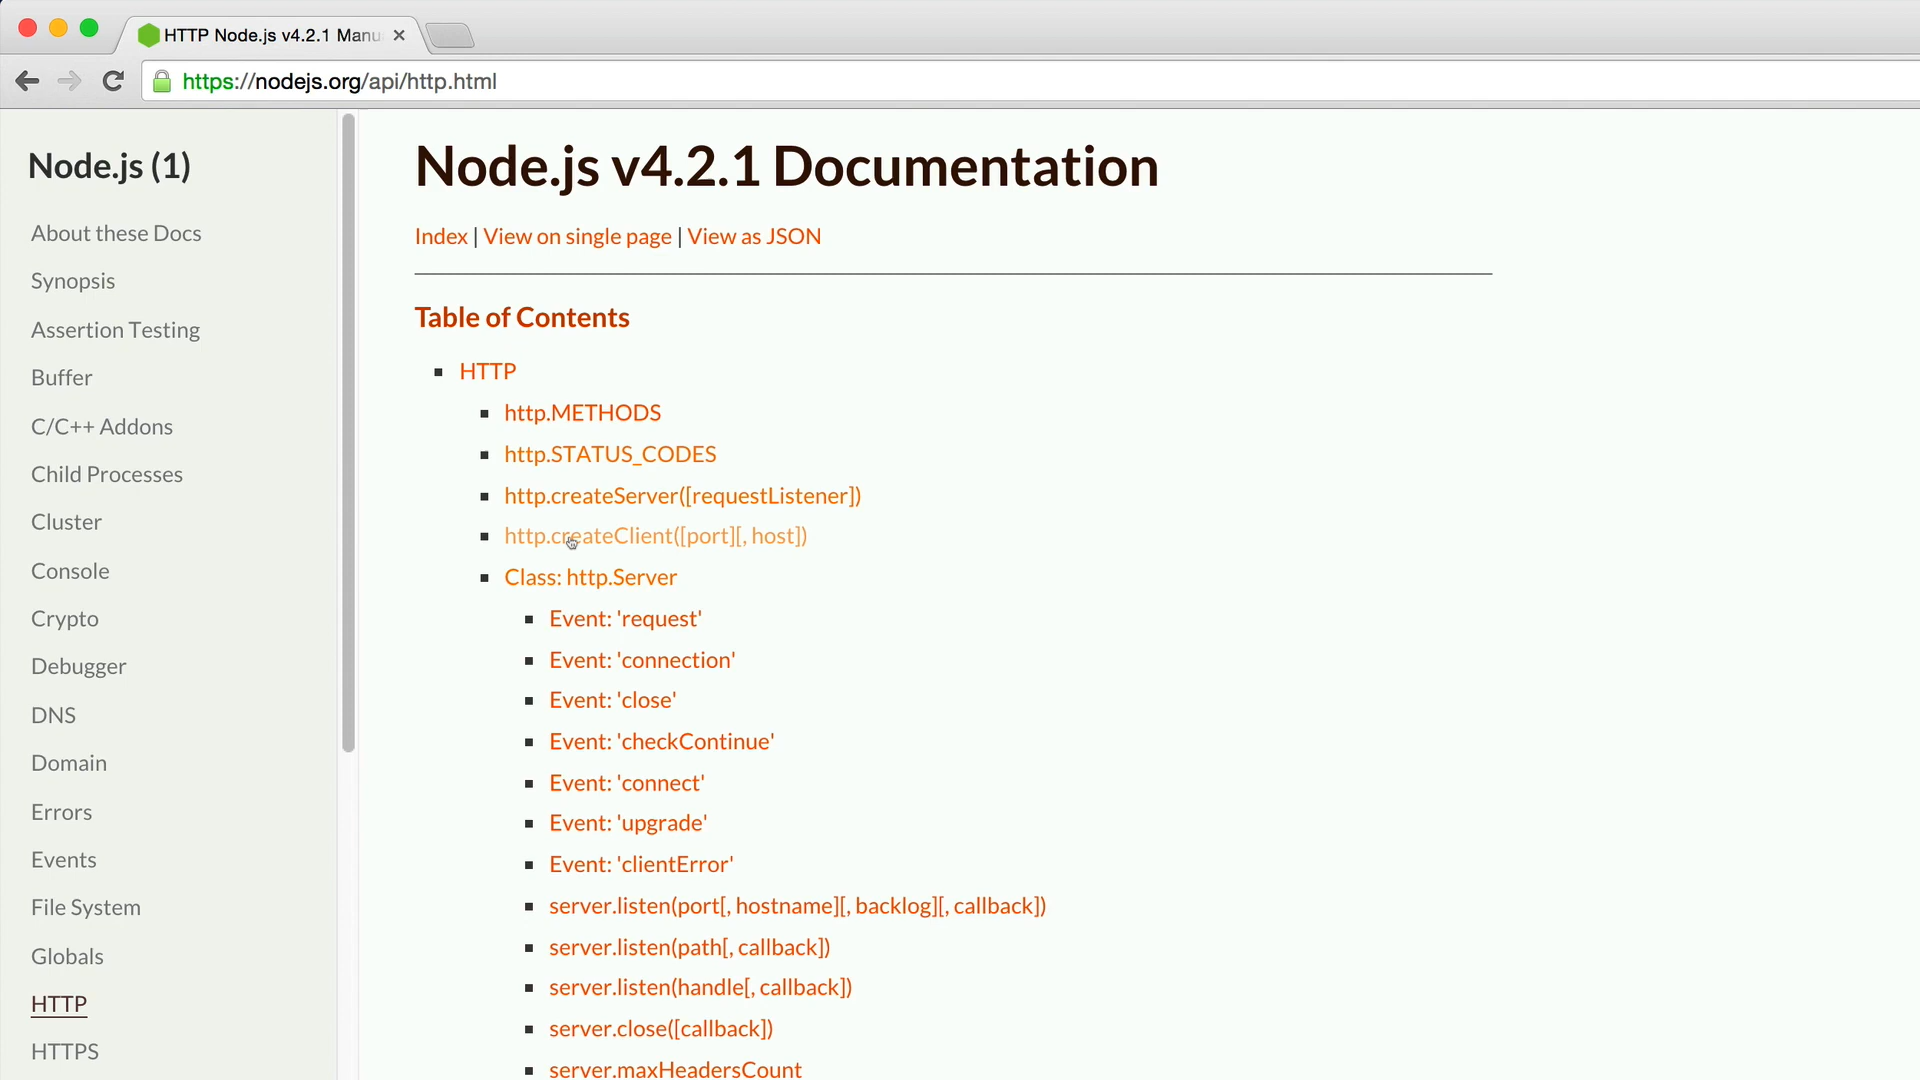 HTTP Node.js v4.2.1 Manu
https://nodejs.org/api/http.html
Node.js (1)
About these Docs
Synopsis
Assertion Testing
Buffer
C/C++ Addons
Child Processes
Cluster
Console
Crypto
Debugger
DNS
Domain
Errors
Events
File System
Globals
HTTP
HTTPS
Node.js v4.2.1 Documentation
Index | View on single page | View as JSON
Table of Contents
HTTP
http.METHODS
http.STATUS_CODES
http.createServer([requestListener])
http.createClient([port][, host])
Class: http.Server
Event: 'request'
Event: 'connection'
Event: 'close'
Event: 'checkContinue'
Event: 'connect'
Event: 'upgrade'
Event: 'clientError'
server.listen(port[, hostname][, backlog][, callback])
server.listen(path[, callback])
server.listen(handle[, callback])
server.close([callback])
server.maxHeadersCount